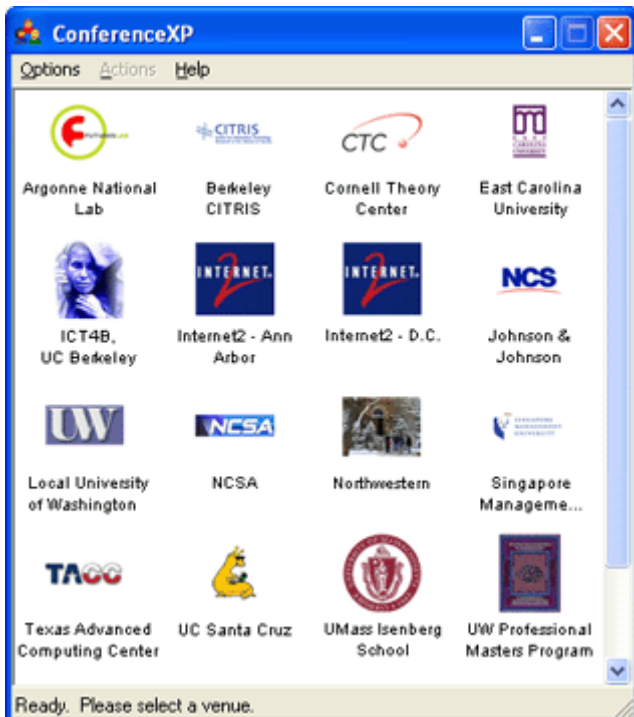 ConferenceXP
Options Actions Help
CITRIS
CTC
Argonne National
Lab
Berkeley
CITRIS
Cornell Theory
Center
East Carolina
University
INTERNET.
2
INTERNET.
2
NCS
ICT4B,
UC Berkeley
Internet2 - Ann
Arbor
Internet2 - D.C.
Johnson &
Johnson
UW
NCSA
Local University
of Washington
NCSA
Northwestern
Singapore
Manageme...
TACC
Texas Advanced
Computing Center
UC Santa Cruz
UMass Isenberg
School
UW Professional
Masters Program
Ready. Please select a venue.